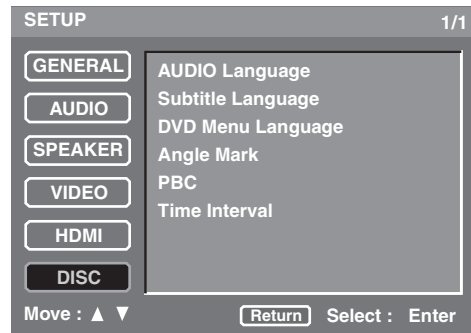 SETUP 1/1
GENERAL
AUDIO
SPEAKER
VIDEO
HDMI
DISC
AUDIO Language
Subtitle Language
DVD Menu Language
Angle Mark
PBC
Time Interval
Move : ▲ ▼ Return Select : Enter